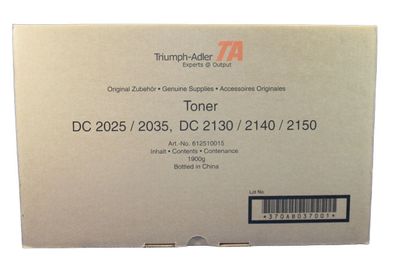 Triumph-Adler TA
Experts @ Output
Original Zubehör • Genuine Supplies • Accessoires Originales
Toner
DC 2025 / 2035, DC 2130 / 2140 / 2150
Art.-No. 612510015
Inhalt • Contents • Contenance
1900g
Bottled in China
Lot No.
*370AB037001*